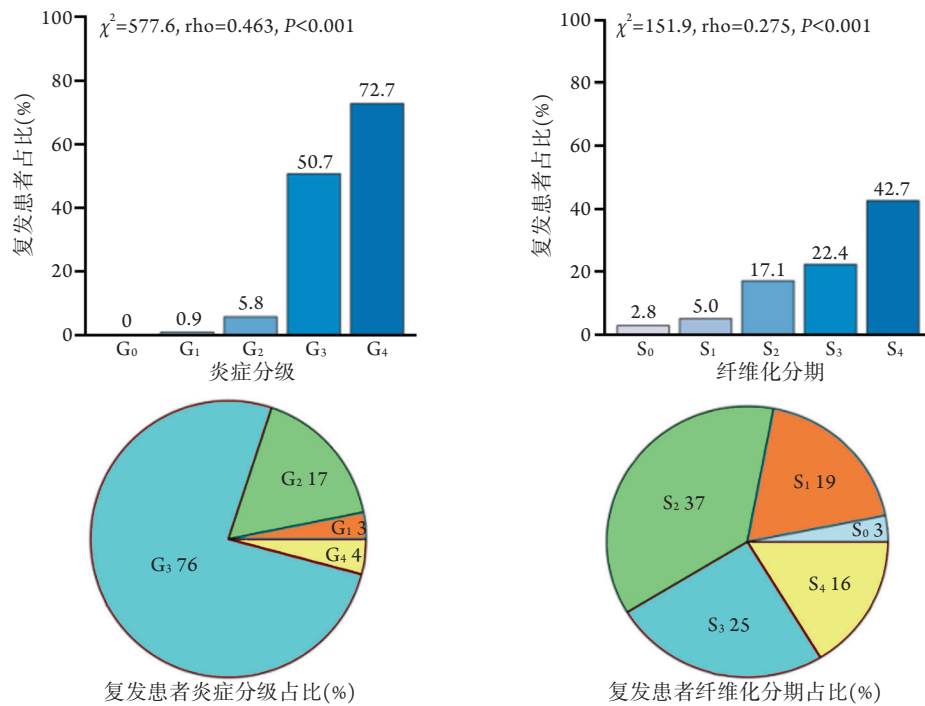 χ²=577.6, rho=0.463, P<0.001
复发患者占比(%)
100
80
60
40
20
0
0
0.9
5.8
50.7
72.7
G₀ G₁ G₂ G₃ G₄
炎症分级
χ²=151.9, rho=0.275, P<0.001
复发患者占比(%)
100
80
60
40
20
0
2.8
5.0
17.1
22.4
42.7
S₀ S₁ S₂ S₃ S₄
纤维化分期
G₂ 17
G₁ 3
G₄ 4
G₃ 76
复发患者炎症分级占比(%)
S₂ 37
S₁ 19
S₀ 3
S₄ 16
S₃ 25
复发患者纤维化分期占比(%)